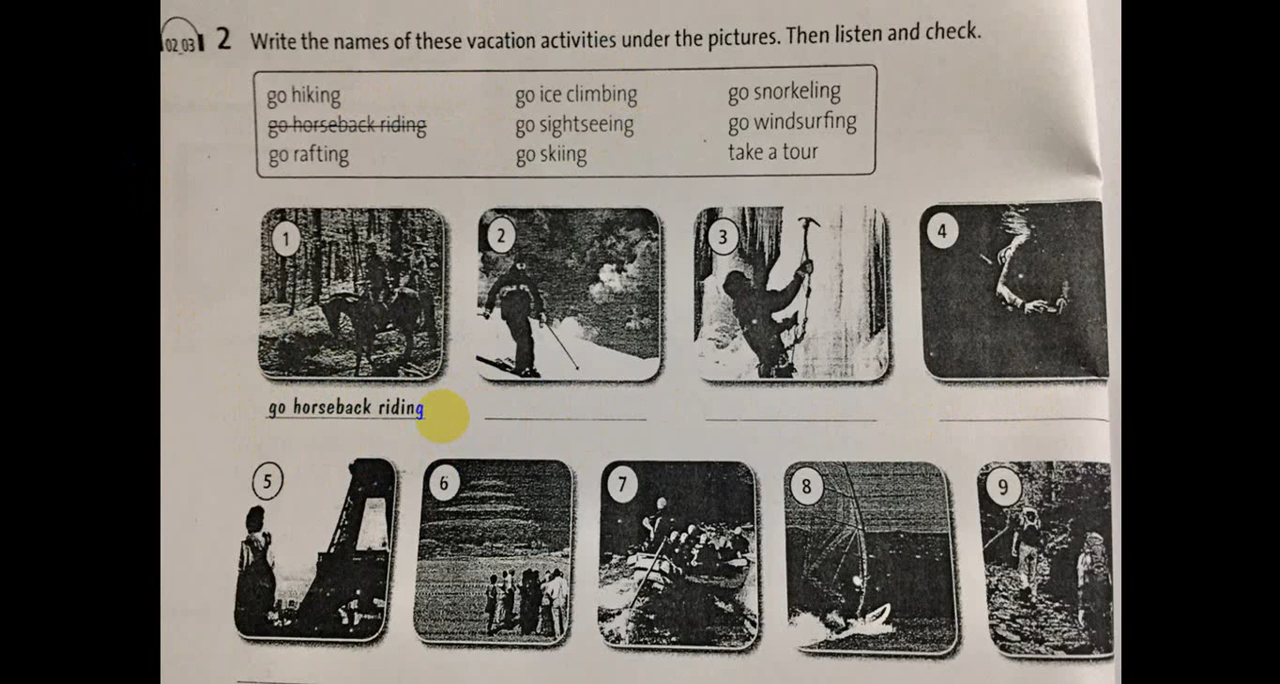 02_03 2 Write the names of these vacation activities under the pictures. Then listen and check.
go hiking go ice climbing go snorkeling
go horseback riding go sightseeing go windsurfing
go rafting go skiing take a tour
1 2 3 4
go horseback riding
5 6 7 8 9